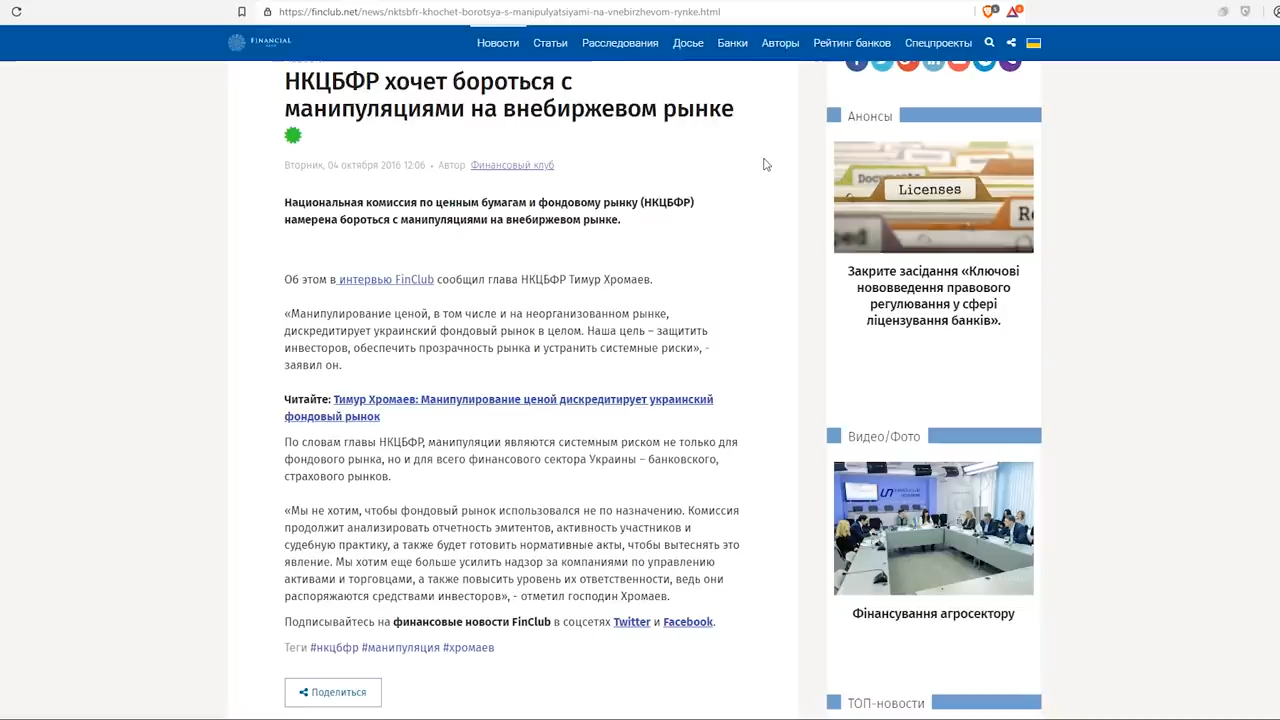 https://finclub.net/news/nktsbfr-khochet-borotsya-s-manipulyatsiyami-na-vnebirzhevom-rynke.html
FINANCIAL
Новости Статьи Расследования Досье Банки Авторы Рейтинг банков Спецпроекты
НКЦБФР хочет бороться с
манипуляциями на внебиржевом рынке
Вторник, 04 октября 2016 12:06 • Автор Финансовый клуб
Национальная комиссия по ценным бумагам и фондовому рынку (НКЦБФР)
намерена бороться с манипуляциями на внебиржевом рынке.
Об этом в интервью FinClub сообщил глава НКЦБФР Тимур Хромаев.
«Манипулирование ценой, в том числе и на неорганизованном рынке,
дискредитирует украинский фондовый рынок в целом. Наша цель – защитить
инвесторов, обеспечить прозрачность рынка и устранить системные риски», -
заявил он.
Читайте: Тимур Хромаев: Манипулирование ценой дискредитирует украинский
фондовый рынок
По словам главы НКЦБФР, манипуляции являются системным риском не только для
фондового рынка, но и для всего финансового сектора Украины – банковского,
страхового рынков.
«Мы не хотим, чтобы фондовый рынок использовался не по назначению. Комиссия
продолжит анализировать отчетность эмитентов, активность участников и
судебную практику, а также будет готовить нормативные акты, чтобы вытеснять это
явление. Мы хотим еще больше усилить надзор за компаниями по управлению
активами и торговцами, а также повысить уровень их ответственности, ведь они
распоряжаются средствами инвесторов», - отметил господин Хромаев.
Подписывайтесь на финансовые новости FinClub в соцсетях Twitter и Facebook.
Теги #нкцбфр #манипуляция #хромаев
Поделиться
Анонсы
Licenses
Закрите засідання «Ключові
нововведення правового
регулювання у сфері
ліцензування банків».
Видео/Фото
Фінансування агросектору
ТОП-новости